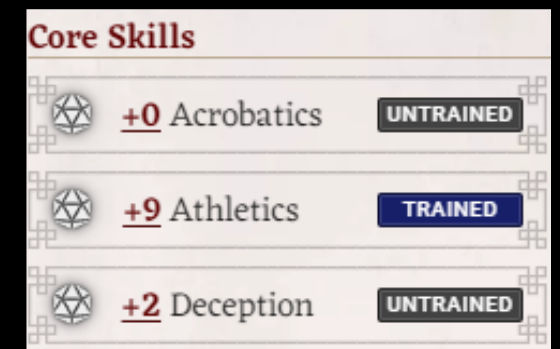 Core Skills
+0 Acrobatics UNTRAINED
+9 Athletics TRAINED
+2 Deception UNTRAINED